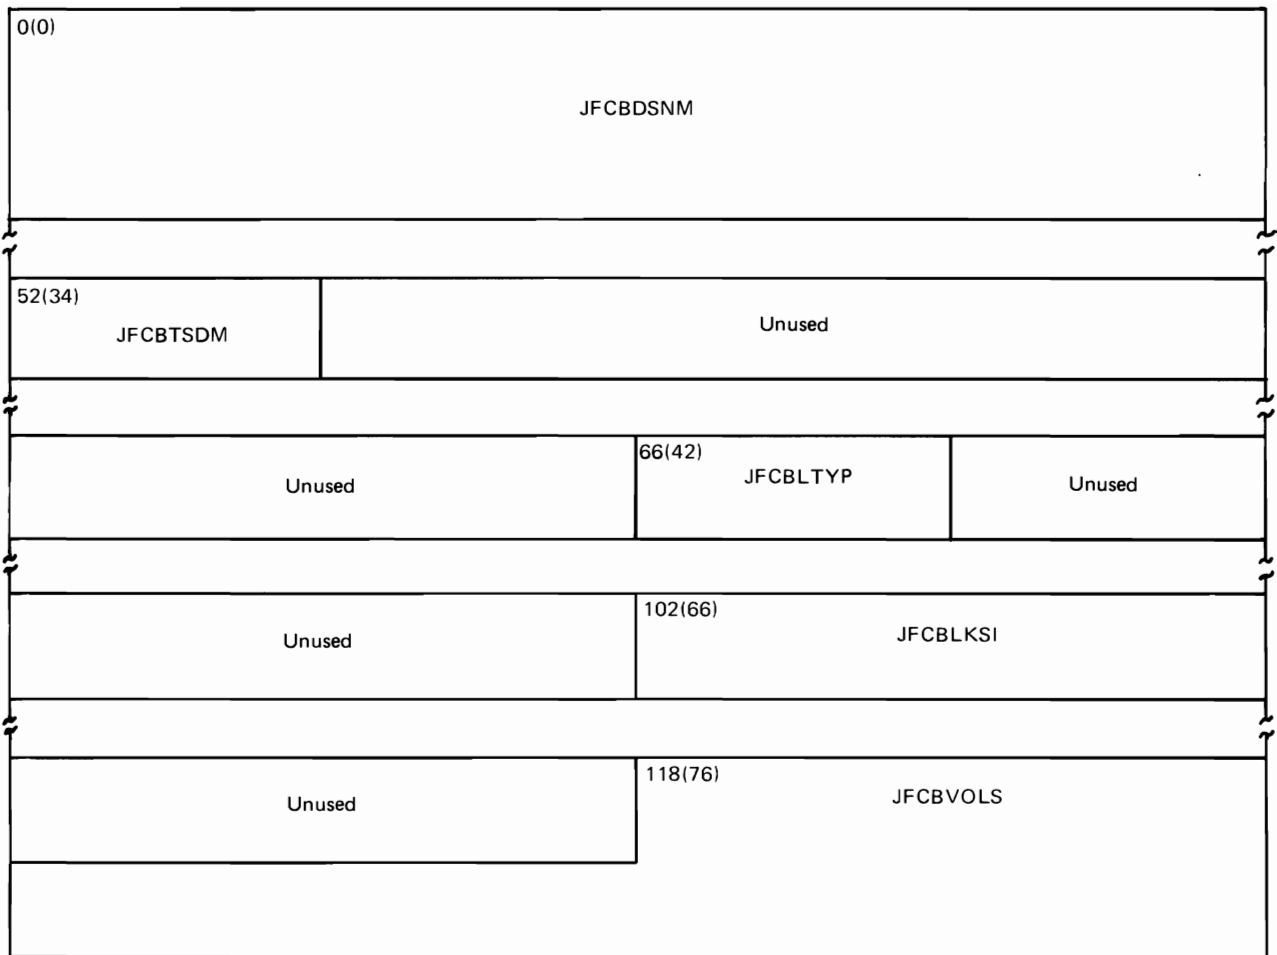 0(0)
JFCBDSNM
52(34)
JFCBTSDM
Unused
Unused
66(42)
JFCBLTYP
Unused
Unused
102(66)
JFCBLKSI
Unused
118(76)
JFCBVOLS